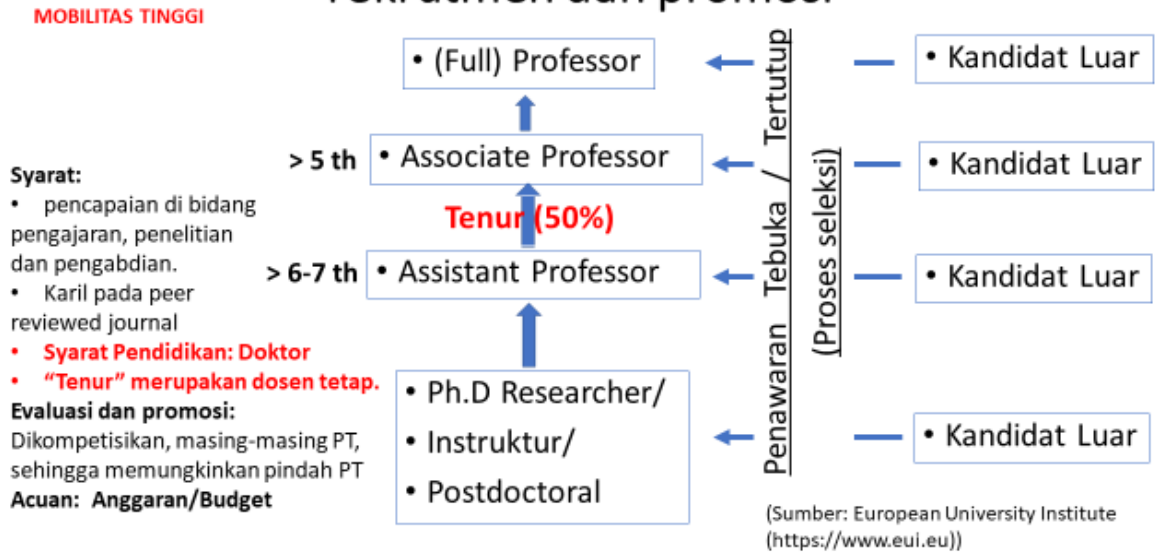 MOBILITAS TINGGI
rekrutmen dan promosi
• (Full) Professor
> 5 th
• Associate Professor
Tenur (50%)
> 6-7 th
• Assistant Professor
• Ph.D Researcher/
• Instruktur/
• Postdoctoral
Syarat:
• pencapaian di bidang
pengajaran, penelitian
dan pengabdian.
• Karil pada peer
reviewed journal
• Syarat Pendidikan: Doktor
• “Tenur” merupakan dosen tetap.
Evaluasi dan promosi:
Dikompetisikan, masing-masing PT,
sehingga memungkinkan pindah PT
Acuan: Anggaran/Budget
Penawaran Tebuka / Tertutup
(Proses seleksi)
• Kandidat Luar
• Kandidat Luar
• Kandidat Luar
• Kandidat Luar
(Sumber: European University Institute
(https://www.eui.eu))